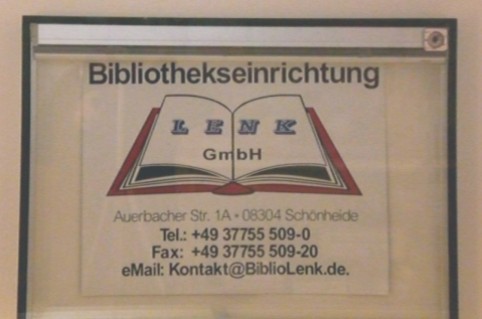 Bibliothekseinrichtung
LENK
GmbH
Auerbacher Str. 1A • 08304 Schönheide
Tel.: +49 37755 509-0
Fax: +49 37755 509-20
eMail: Kontakt@BiblioLenk.de.